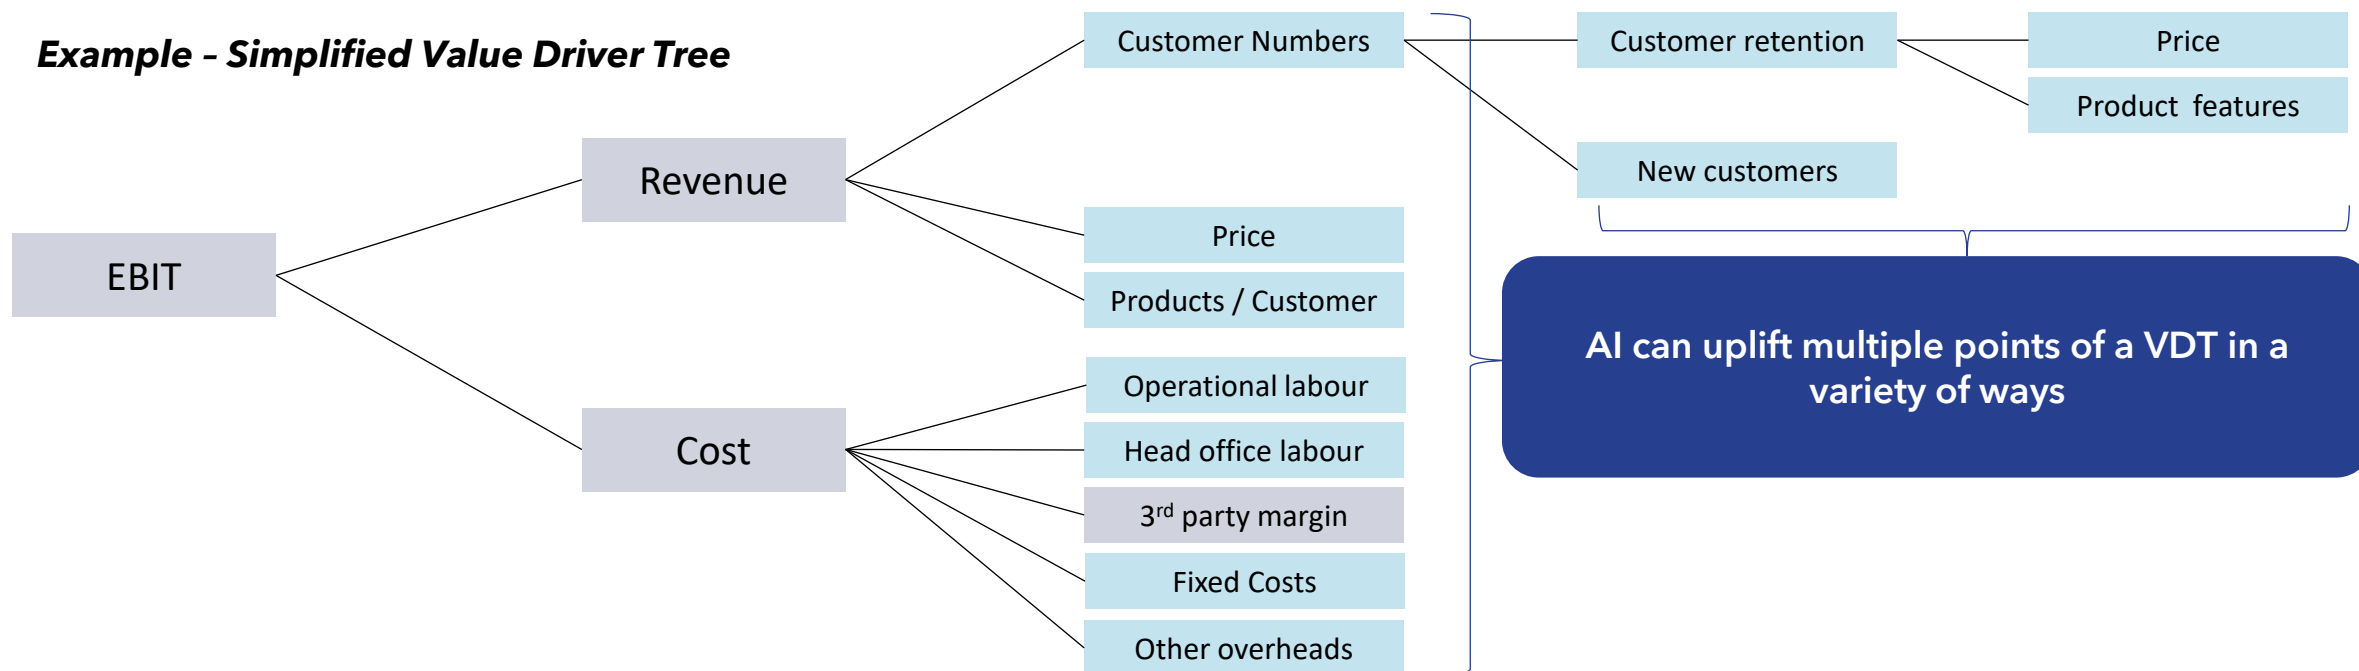 Example – Simplified Value Driver Tree
EBIT
Revenue
Cost
Customer Numbers
Price
Products / Customer
Operational labour
Head office labour
3rd party margin
Fixed Costs
Other overheads
Customer retention
New customers
Price
Product features
AI can uplift multiple points of a VDT in a
variety of ways